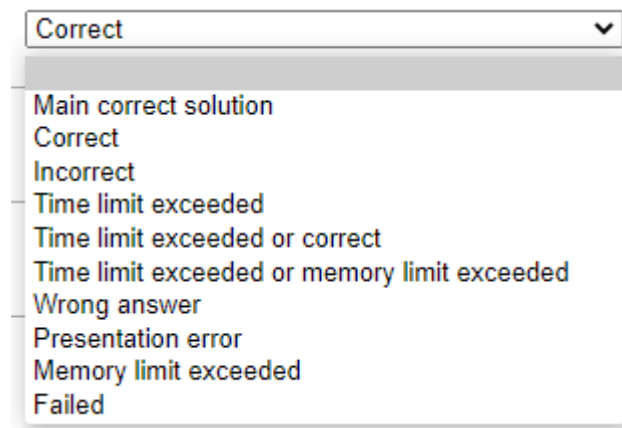 Correct
Main correct solution
Correct
Incorrect
Time limit exceeded
Time limit exceeded or correct
Time limit exceeded or memory limit exceeded
Wrong answer
Presentation error
Memory limit exceeded
Failed